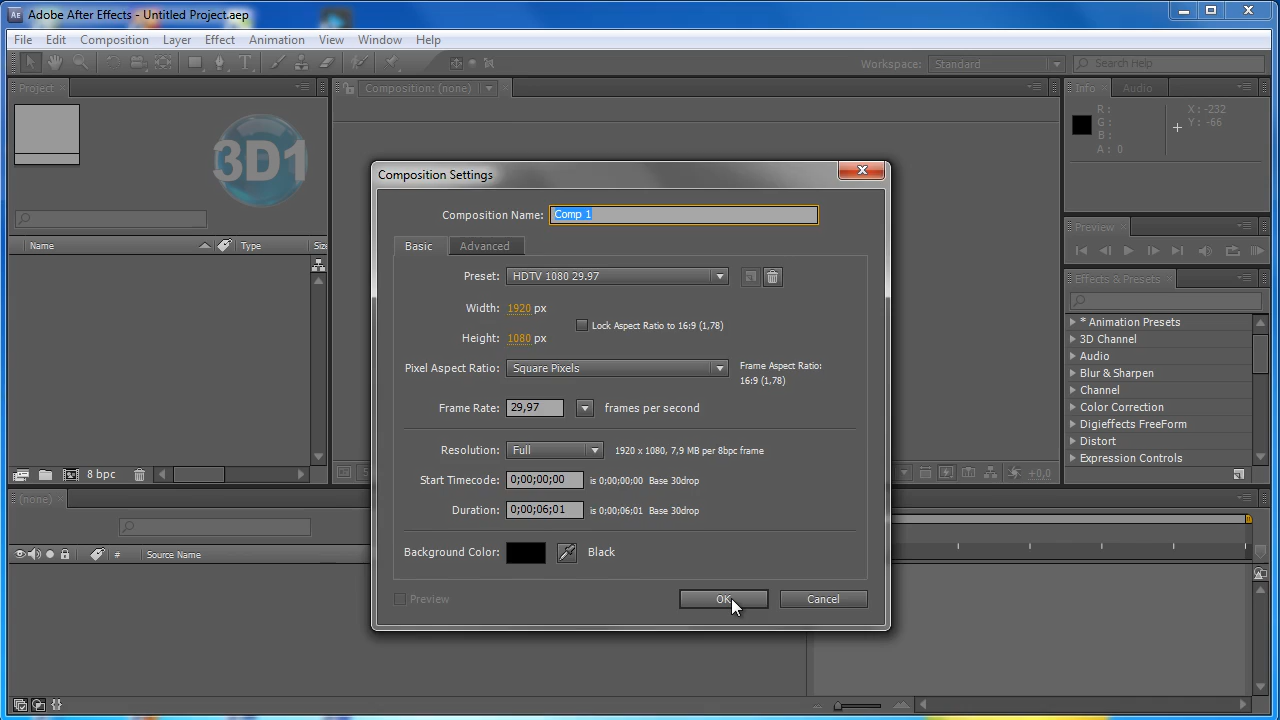 Adobe After Effects - Untitled Project.aep
File Edit Composition Layer Effect Animation View Window Help
Workspace: Standard Search Help
Project Composition: (none) Info Audio
R: X: -232
G: Y: -66
B:
A: 0
3D1
Preview
Name Type Size
Effects & Presets
* Animation Presets
3D Channel
Audio
Blur & Sharpen
Channel
Color Correction
Digieffects FreeForm
Distort
Expression Controls
8 bpc
+0,0
(none)
# Source Name
Composition Settings
Composition Name: Comp 1
Basic Advanced
Preset: HDTV 1080 29.97
Width: 1920 px
Lock Aspect Ratio to 16:9 (1,78)
Height: 1080 px
Pixel Aspect Ratio: Square Pixels Frame Aspect Ratio:
16:9 (1,78)
Frame Rate: 29,97 frames per second
Resolution: Full 1920 x 1080, 7,9 MB per 8bpc frame
Start Timecode: 0;00;00;00 is 0;00;00;00 Base 30drop
Duration: 0;00;06;01 is 0;00;06;01 Base 30drop
Background Color: Black
Preview OK Cancel